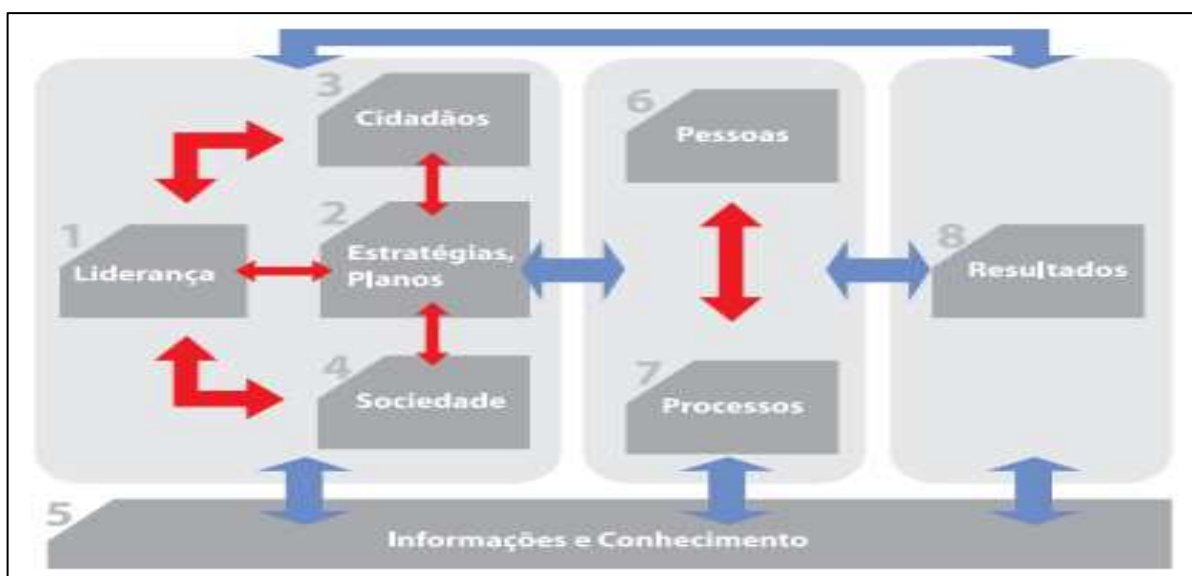 1
Liderança
2
Estratégias,
Planos
3
Cidadãos
4
Sociedade
5
Informações e Conhecimento
6
Pessoas
7
Processos
8
Resultados